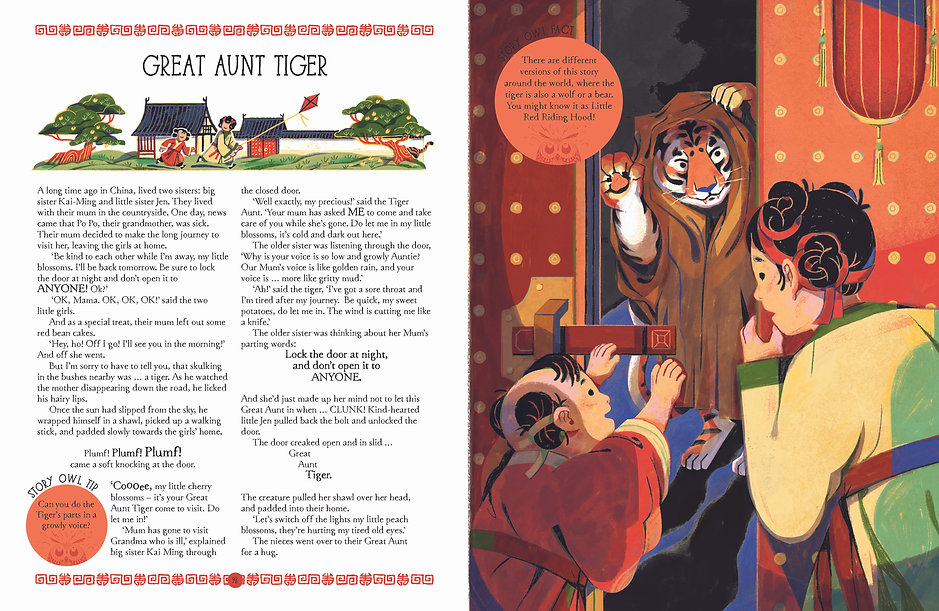 GREAT AUNT TIGER
A long time ago in China, lived two sisters: big
sister Kai-Ming and little sister Jen. They lived
with their mum in the countryside. One day, news
came that Po Po, their grandmother, was sick.
Their mum decided to make the long journey to
visit her, leaving the girls at home.
'Be kind to each other while I'm away, my little
blossoms. I'll be back tomorrow. Be sure to lock
the door at night and don't open it to
ANYONE! Ok?'
'OK, Mama. OK, OK, OK!' said the two
little girls.
And as a special treat, their mum left out some
red bean cakes.
'Hey, ho! Off I go! I'll see you in the morning!'
And off she went.
But I'm sorry to have to tell you, that skulking
in the bushes nearby was ... a tiger. As he watched
the mother disappearing down the road, he licked
his hairy lips.
Once the sun had slipped from the sky, he
wrapped himself in a shawl, picked up a walking
stick, and padded slowly towards the girls' home.
Plumf! Plumf! Plumf!
came a soft knocking at the door.
STORY OWL TIP
Can you do the
Tiger's parts in a
growly voice?
'Coooee, my little cherry
blossoms – it's your Great
Aunt Tiger come to visit. Do
let me in!'
'Mum has gone to visit
Grandma who is ill,' explained
big sister Kai Ming through
the closed door.
'Well exactly, my precious!' said the Tiger
Aunt. 'Your mum has asked ME to come and take
care of you while she's gone. Do let me in my little
blossoms, it's cold and dark out here.'
The older sister was listening through the door,
'Why is your voice is so low and growly Auntie?
Our Mum's voice is like golden rain, and your
voice is ... more like gritty mud.'
'Ah!' said the tiger, 'I've got a sore throat and
I'm tired after my journey. Be quick, my sweet
potatoes, do let me in. The wind is cutting me like
a knife.'
The older sister was thinking about her Mum's
parting words:
Lock the door at night,
and don't open it to
ANYONE.
And she'd just made up her mind not to let this
Great Aunt in when ... CLUNK! Kind-hearted
little Jen pulled back the bolt and unlocked the
door.
The door creaked open and in slid ...
Great
Aunt
Tiger.
The creature pulled her shawl over her head,
and padded into their home.
'Let's switch off the lights my little peach
blossoms, they're hurting my tired old eyes.'
The nieces went over to their Great Aunt
for a hug.
STORY OWL FACT
There are different
versions of this story
around the world, where the
tiger is also a wolf or a bear.
You might know it as Little
Red Riding Hood!